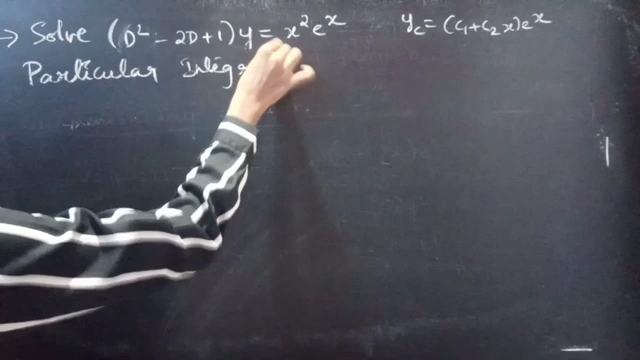 → Solve (D² - 2D + 1) y = x²eˣ
y_c = (c₁ + c₂x)eˣ
Particular